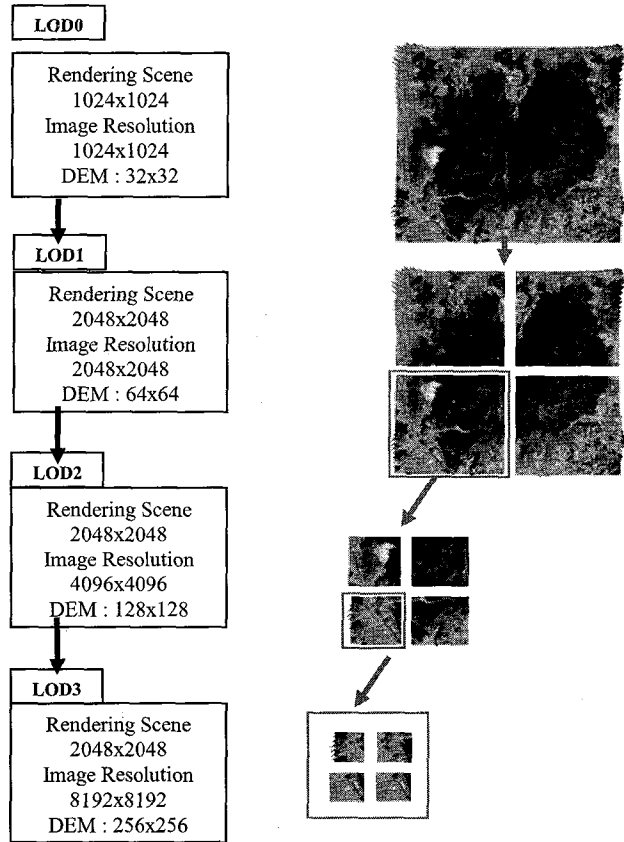 LOD0
Rendering Scene
1024x1024
Image Resolution
1024x1024
DEM : 32x32
LOD1
Rendering Scene
2048x2048
Image Resolution
2048x2048
DEM : 64x64
LOD2
Rendering Scene
2048x2048
Image Resolution
4096x4096
DEM : 128x128
LOD3
Rendering Scene
2048x2048
Image Resolution
8192x8192
DEM : 256x256